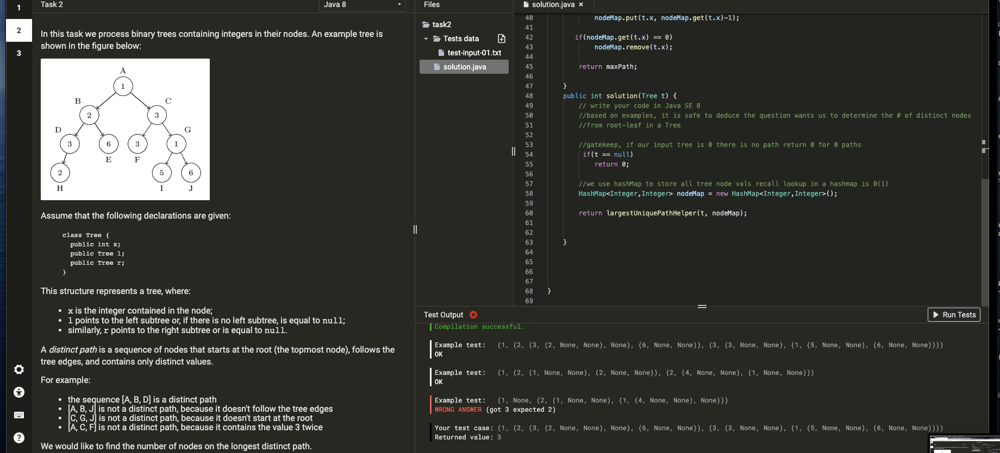 1
2
3
Task 2
Java 8
In this task we process binary trees containing integers in their nodes. An example tree is
shown in the figure below:
A
1
B
C
2
3
D
G
3
6
3
1
E
F
2
5
6
H
I
J
Assume that the following declarations are given:
class Tree {
public int x;
public Tree l;
public Tree r;
}
This structure represents a tree, where:
• x is the integer contained in the node;
• l points to the left subtree or, if there is no left subtree, is equal to null;
• similarly, r points to the right subtree or is equal to null.
A distinct path is a sequence of nodes that starts at the root (the topmost node), follows the
tree edges, and contains only distinct values.
For example:
• the sequence [A, B, D] is a distinct path
• [A, B, J] is not a distinct path, because it doesn't follow the tree edges
• [C, G, J] is not a distinct path, because it doesn't start at the root
• [A, C, F] is not a distinct path, because it contains the value 3 twice
We would like to find the number of nodes on the longest distinct path.
Files
task2
Tests data
test-input-01.txt
solution.java
solution.java ×
40 nodeMap.put(t.x, nodeMap.get(t.x)-1);
41
42 if(nodeMap.get(t.x) == 0)
43 nodeMap.remove(t.x);
44
45 return maxPath;
46
47 }
48 public int solution(Tree t) {
49 // write your code in Java SE 8
50 //based on examples, it is safe to deduce the question wants us to determine the # of distinct nodes
51 //from root-leaf in a Tree
52
53 //gatekeep, if our input tree is 0 there is no path return 0 for 0 paths
54 if(t == null)
55 return 0;
56
57 //we use hashMap to store all tree node vals recall lookup in a hashmap is 0(1)
58 HashMap<Integer,Integer> nodeMap = new HashMap<Integer,Integer>();
59
60 return largestUniquePathHelper(t, nodeMap);
61
62
63 }
64
65
66
67
68 }
69
Test Output
Run Tests
Compilation successful.
Example test: (1, (2, (3, (2, None, None), None), (6, None, None)), (3, (3, None, None), (1, (5, None, None), (6, None, None))))
OK
Example test: (1, (2, (1, None, None), (2, None, None)), (2, (4, None, None), (1, None, None)))
OK
Example test: (1, None, (2, (1, None, None), (1, (4, None, None), None)))
WRONG ANSWER (got 3 expected 2)
Your test case: (1, (2, (3, (2, None, None), None), (6, None, None)), (3, (3, None, None), (1, (5, None, None), (6, None, None))))
Returned value: 3